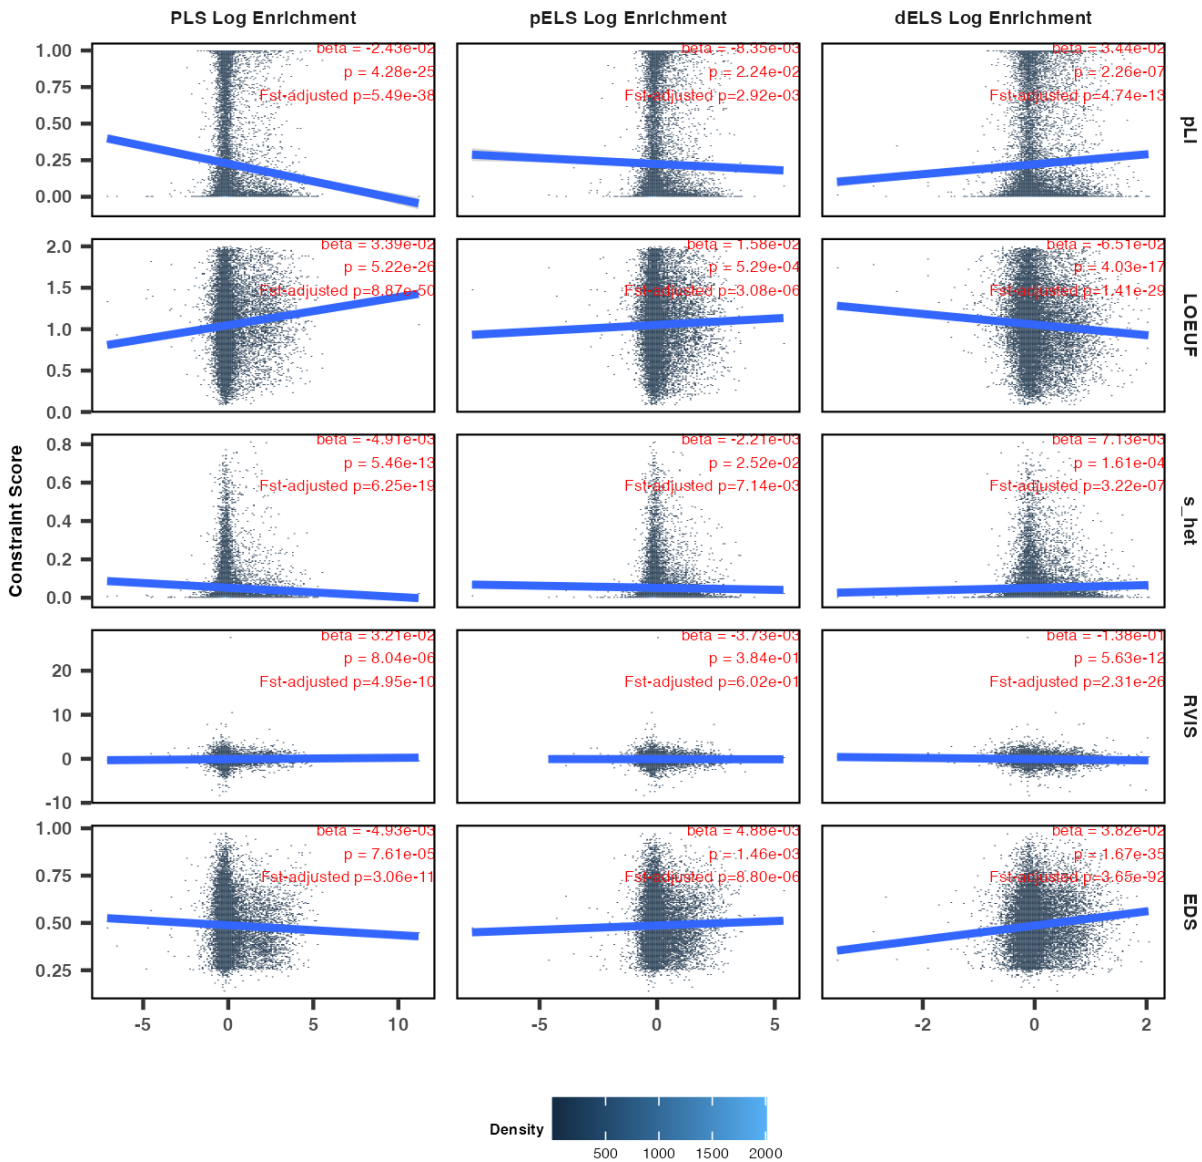 PLS Log Enrichment
pELS Log Enrichment
dELS Log Enrichment
Constraint Score
1.00
0.75
0.50
0.25
0.00
beta = -2.43e-02
p = 4.28e-25
Fst-adjusted p=5.49e-38
beta = -8.35e-03
p = 2.24e-02
Fst-adjusted p=2.92e-03
beta = 3.44e-02
p = 2.26e-07
Fst-adjusted p=4.74e-13
pLI
2.0
1.5
1.0
0.5
0.0
beta = 3.39e-02
p = 5.22e-26
Fst-adjusted p=8.87e-50
beta = 1.58e-02
p = 5.29e-04
Fst-adjusted p=3.08e-06
beta = -6.51e-02
p = 4.03e-17
Fst-adjusted p=1.41e-29
LOEUF
0.8
0.6
0.4
0.2
0.0
beta = -4.91e-03
p = 5.46e-13
Fst-adjusted p=6.25e-19
beta = -2.21e-03
p = 2.52e-02
Fst-adjusted p=7.14e-03
beta = 7.13e-03
p = 1.61e-04
Fst-adjusted p=3.22e-07
s_het
20
10
0
-10
beta = 3.21e-02
p = 8.04e-06
Fst-adjusted p=4.95e-10
beta = -3.73e-03
p = 3.84e-01
Fst-adjusted p=6.02e-01
beta = -1.38e-01
p = 5.63e-12
Fst-adjusted p=2.31e-26
RVIS
1.00
0.75
0.50
0.25
beta = -4.93e-03
p = 7.61e-05
Fst-adjusted p=3.06e-11
beta = 4.88e-03
p = 1.46e-03
Fst-adjusted p=8.80e-06
beta = 3.82e-02
p = 1.67e-35
Fst-adjusted p=3.65e-92
EDS
-5 0 5 10
-5 0 5
-2 0 2
Density
500 1000 1500 2000